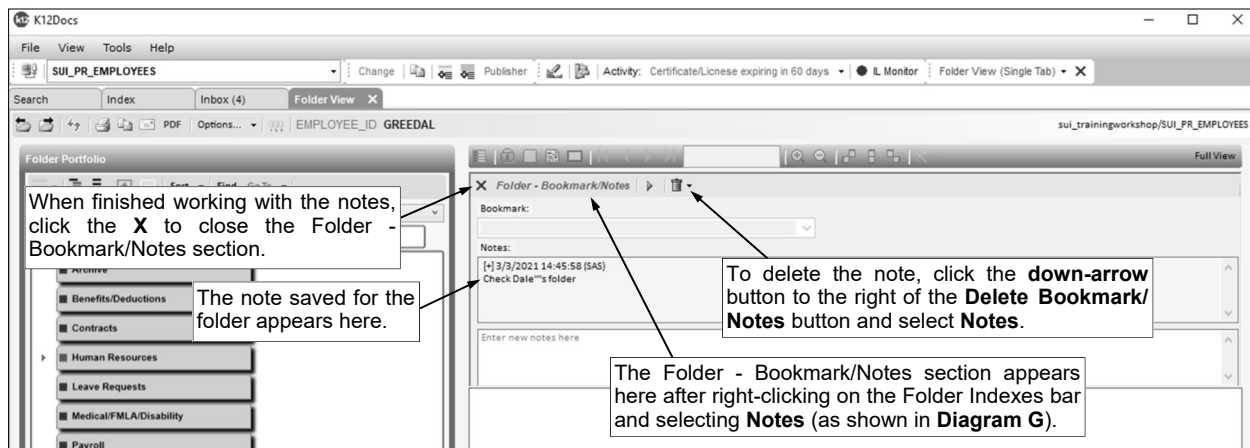 K12Docs
File View Tools Help
SUI_PR_EMPLOYEES Change Publisher Activity: Certificate/Licnese expiring in 60 days IL Monitor Folder View (Single Tab) X
Search Index Inbox (4) Folder View X
PDF Options... EMPLOYEE_ID GREEDAL sui_trainingworkshop/SUI_PR_EMPLOYEES
Folder Portfolio
Full View
Sort Find Go To
X Folder - Bookmark/Notes
When finished working with the notes,
click the X to close the Folder -
Bookmark/Notes section.
Bookmark:
Notes:
[+] 3/3/2021 14:45:58 (SAS)
Check Dale""s folder
To delete the note, click the down-arrow
button to the right of the Delete Bookmark/
Notes button and select Notes.
Archive
Benefits/Deductions
The note saved for the
folder appears here.
Contracts
Enter new notes here
Human Resources
The Folder - Bookmark/Notes section appears
here after right-clicking on the Folder Indexes bar
and selecting Notes (as shown in Diagram G).
Leave Requests
Medical/FMLA/Disability
Payroll